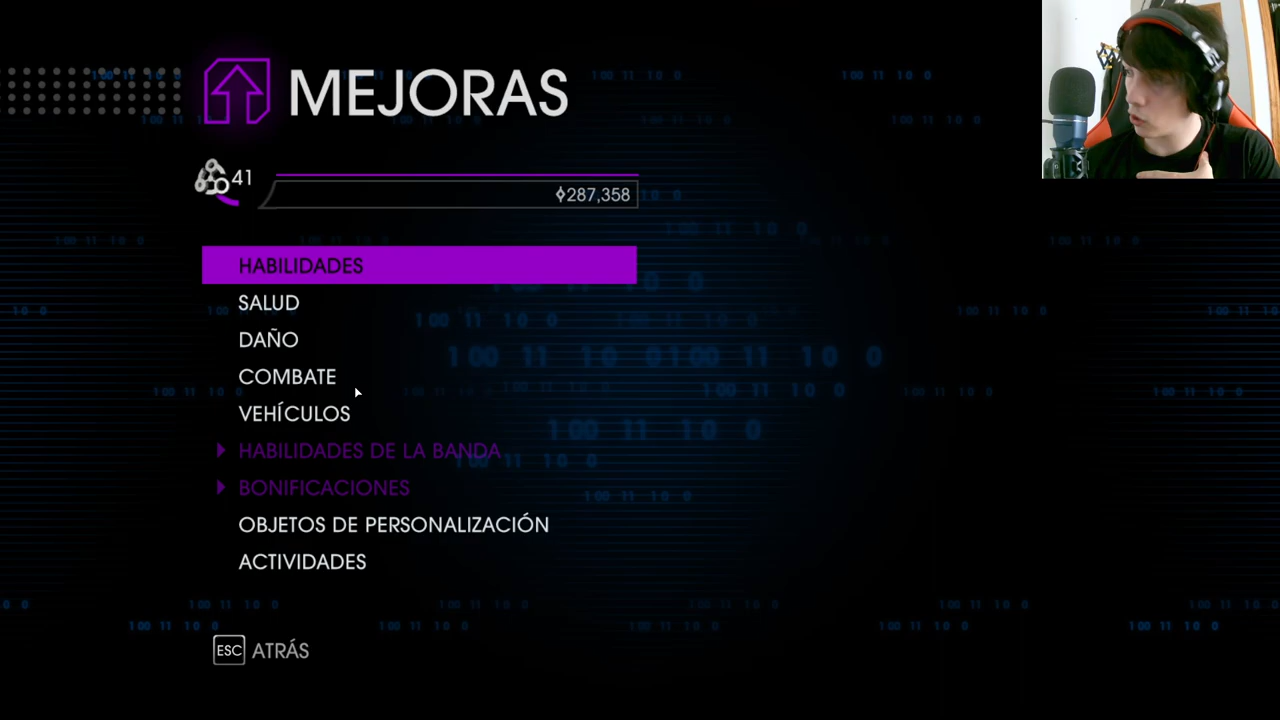 MEJORAS
41
287,358
HABILIDADES
SALUD
DAÑO
COMBATE
VEHÍCULOS
HABILIDADES DE LA BANDA
BONIFICACIONES
OBJETOS DE PERSONALIZACIÓN
ACTIVIDADES
ESC ATRÁS